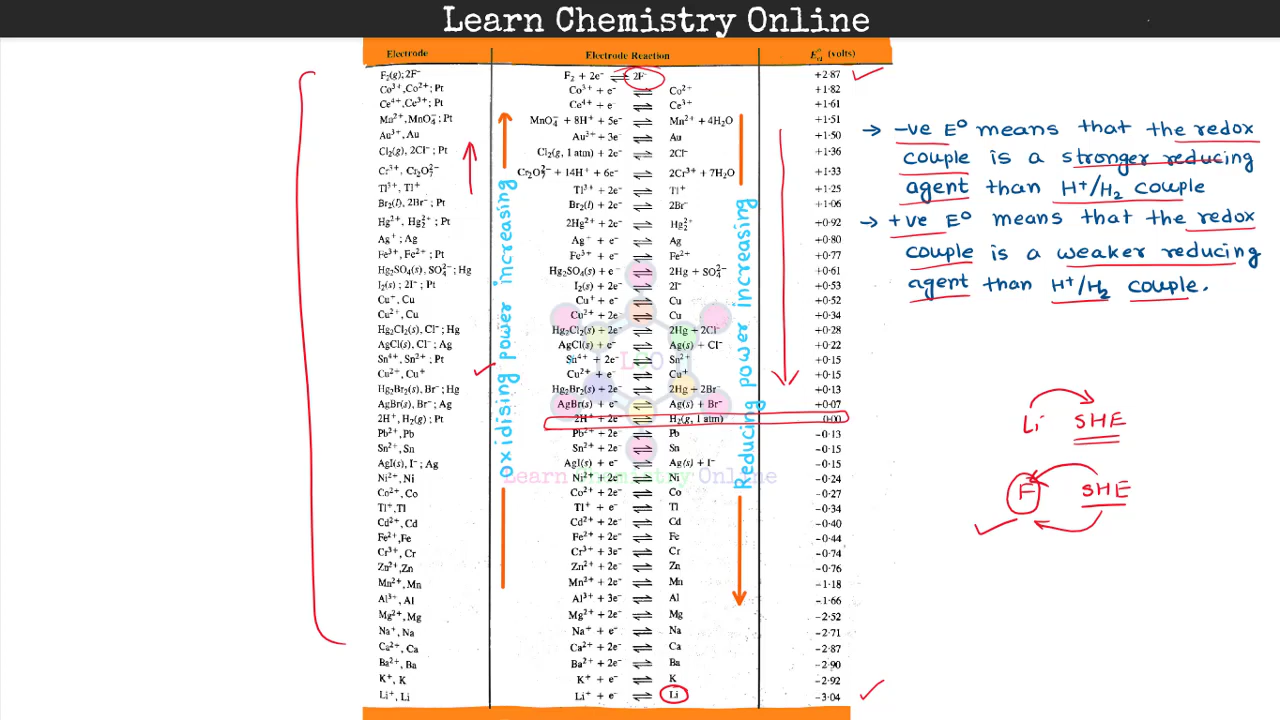 Learn Chemistry Online
Electrode Electrode Reaction E°el (volts)
F₂(g); 2F⁻ F₂ + 2e⁻ ⇌ 2F⁻ +2·87
Co³⁺, Co²⁺; Pt Co³⁺ + e⁻ ⇌ Co²⁺ +1·82
Ce⁴⁺, Ce³⁺; Pt Ce⁴⁺ + e⁻ ⇌ Ce³⁺ +1·61
Mn²⁺, MnO₄⁻; Pt MnO₄⁻ + 8H⁺ + 5e⁻ ⇌ Mn²⁺ + 4H₂O +1·51
Au³⁺, Au Au²⁺ + 3e⁻ ⇌ Au +1·50
Cl₂(g), 2Cl⁻; Pt Cl₂(g, 1 atm) + 2e⁻ ⇌ 2Cl⁻ +1·36
Cr³⁺, Cr₂O₇²⁻ Cr₂O₇²⁻ + 14H⁺ + 6e⁻ ⇌ 2Cr³⁺ + 7H₂O +1·33
Tl³⁺, Tl⁺ Tl³⁺ + 2e⁻ ⇌ Tl⁺ +1·25
Br₂(l), 2Br⁻; Pt Br₂(l) + 2e⁻ ⇌ 2Br⁻ +1·06
Hg²⁺, Hg₂²⁺; Pt 2Hg²⁺ + 2e⁻ ⇌ Hg₂²⁺ +0·92
Ag⁺; Ag Ag⁺ + e⁻ ⇌ Ag +0·80
Fe³⁺, Fe²⁺; Pt Fe³⁺ + e⁻ ⇌ Fe²⁺ +0·77
Hg₂SO₄(s), SO₄²⁻; Hg Hg₂SO₄(s) + e⁻ ⇌ 2Hg + SO₄²⁻ +0·61
I₂(s); 2I⁻; Pt I₂(s) + 2e⁻ ⇌ 2I⁻ +0·53
Cu⁺, Cu Cu⁺ + e⁻ ⇌ Cu +0·52
Cu²⁺, Cu Cu²⁺ + 2e⁻ ⇌ Cu +0·34
Hg₂Cl₂(s), Cl⁻; Hg Hg₂Cl₂(s) + 2e⁻ ⇌ 2Hg + 2Cl⁻ +0·28
AgCl(s), Cl⁻; Ag AgCl(s) + e⁻ ⇌ Ag(s) + Cl⁻ +0·22
Sn⁴⁺, Sn²⁺; Pt Sn⁴⁺ + 2e⁻ ⇌ Sn²⁺ +0·15
Cu²⁺, Cu⁺ Cu²⁺ + e⁻ ⇌ Cu⁺ +0·15
Hg₂Br₂(s), Br⁻; Hg Hg₂Br₂(s) + 2e⁻ ⇌ 2Hg + 2Br⁻ +0·13
AgBr(s), Br⁻; Ag AgBr(s) + e⁻ ⇌ Ag(s) + Br⁻ +0·07
2H⁺, H₂(g); Pt 2H⁺ + 2e⁻ ⇌ H₂(g, 1 atm) 0·00
Pb²⁺, Pb Pb²⁺ + 2e⁻ ⇌ Pb −0·13
Sn²⁺, Sn Sn²⁺ + 2e⁻ ⇌ Sn −0·15
AgI(s), I⁻; Ag AgI(s) + e⁻ ⇌ Ag(s) + I⁻ −0·15
Ni²⁺, Ni Ni²⁺ + 2e⁻ ⇌ Ni −0·24
Co²⁺, Co Co²⁺ + 2e⁻ ⇌ Co −0·27
Tl⁺, Tl Tl⁺ + e⁻ ⇌ Tl −0·34
Cd²⁺, Cd Cd²⁺ + 2e⁻ ⇌ Cd −0·40
Fe²⁺, Fe Fe²⁺ + 2e⁻ ⇌ Fe −0·44
Cr³⁺, Cr Cr³⁺ + 3e⁻ ⇌ Cr −0·74
Zn²⁺, Zn Zn²⁺ + 2e⁻ ⇌ Zn −0·76
Mn²⁺, Mn Mn²⁺ + 2e⁻ ⇌ Mn −1·18
Al³⁺, Al Al³⁺ + 3e⁻ ⇌ Al −1·66
Mg²⁺, Mg Mg²⁺ + 2e⁻ ⇌ Mg −2·52
Na⁺, Na Na⁺ + e⁻ ⇌ Na −2·71
Ca²⁺, Ca Ca²⁺ + 2e⁻ ⇌ Ca −2·87
Ba²⁺, Ba Ba²⁺ + 2e⁻ ⇌ Ba −2·90
K⁺, K K⁺ + e⁻ ⇌ K −2·92
Li⁺, Li Li⁺ + e⁻ ⇌ Li −3·04
Oxidising power increasing
Reducing power increasing
LCO
Learn Chemistry Online
→ -ve E° means that the redox
couple is a stronger reducing
agent than H⁺/H₂ couple
→ +ve E° means that the redox
couple is a weaker reducing
agent than H⁺/H₂ couple.
Li SHE
F SHE